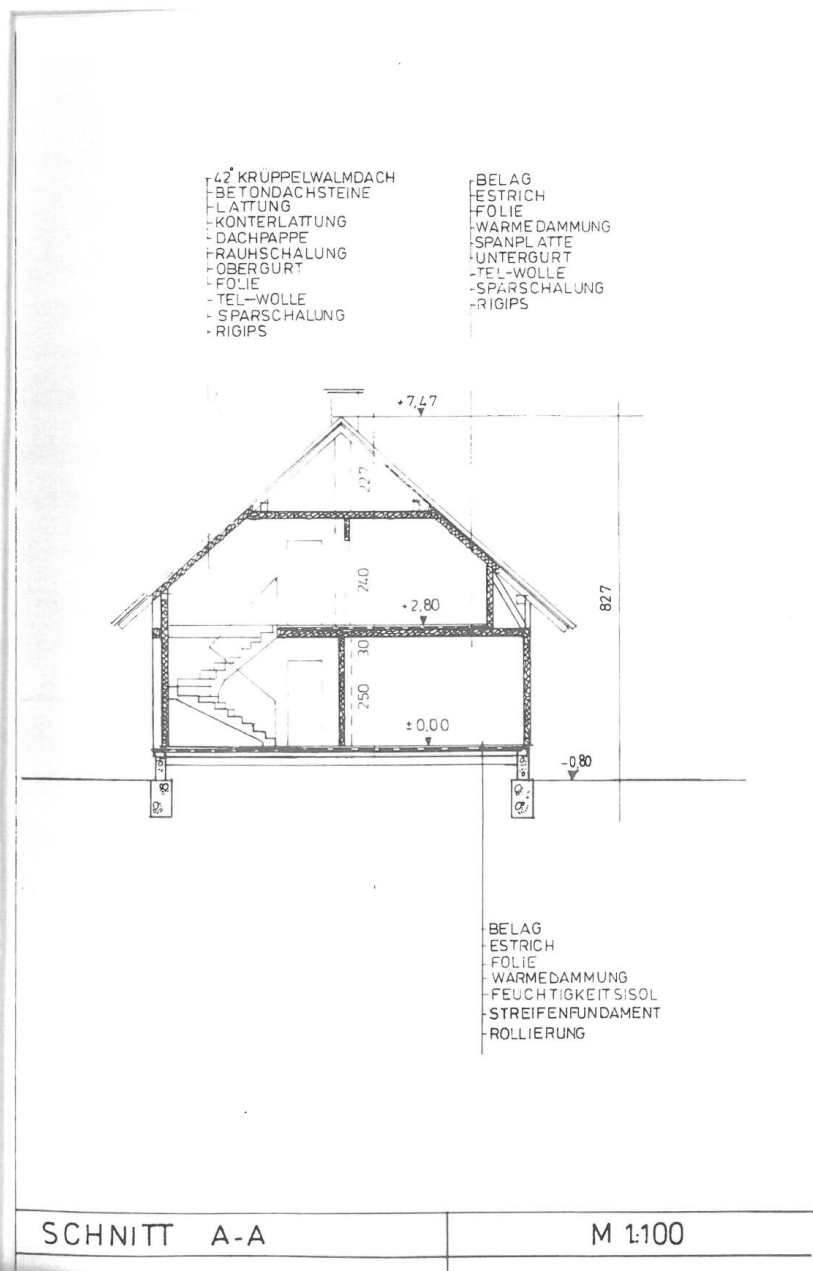 42° KRÜPPELWALMDACH
BETONDACHSTEINE
LATTUNG
KONTERLATTUNG
DACHPAPPE
RAUHSCHALUNG
OBERGURT
FOLIE
TEL-WOLLE
SPARSCHALUNG
RIGIPS
BELAG
ESTRICH
FOLIE
WARMEDAMMUNG
SPANPLATTE
UNTERGURT
TEL-WOLLE
SPARSCHALUNG
RIGIPS
+7,47
227
240
827
+2,80
30
250
±0,00
-0,80
BELAG
ESTRICH
FOLIE
WARMEDAMMUNG
FEUCHTIGKEITSISOL
STREIFENFUNDAMENT
ROLLIERUNG
SCHNITT A-A
M 1:100